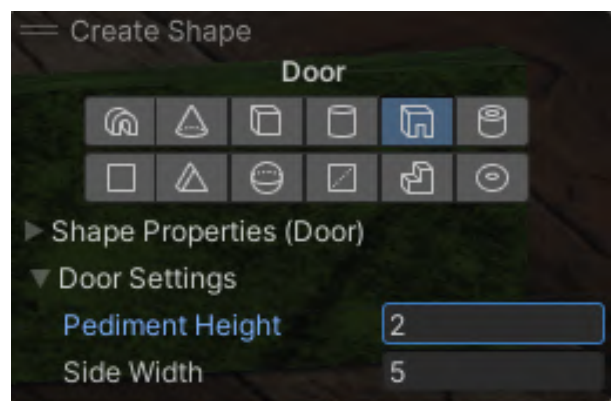 Create Shape
Door
Shape Properties (Door)
Door Settings
Pediment Height 2
Side Width 5